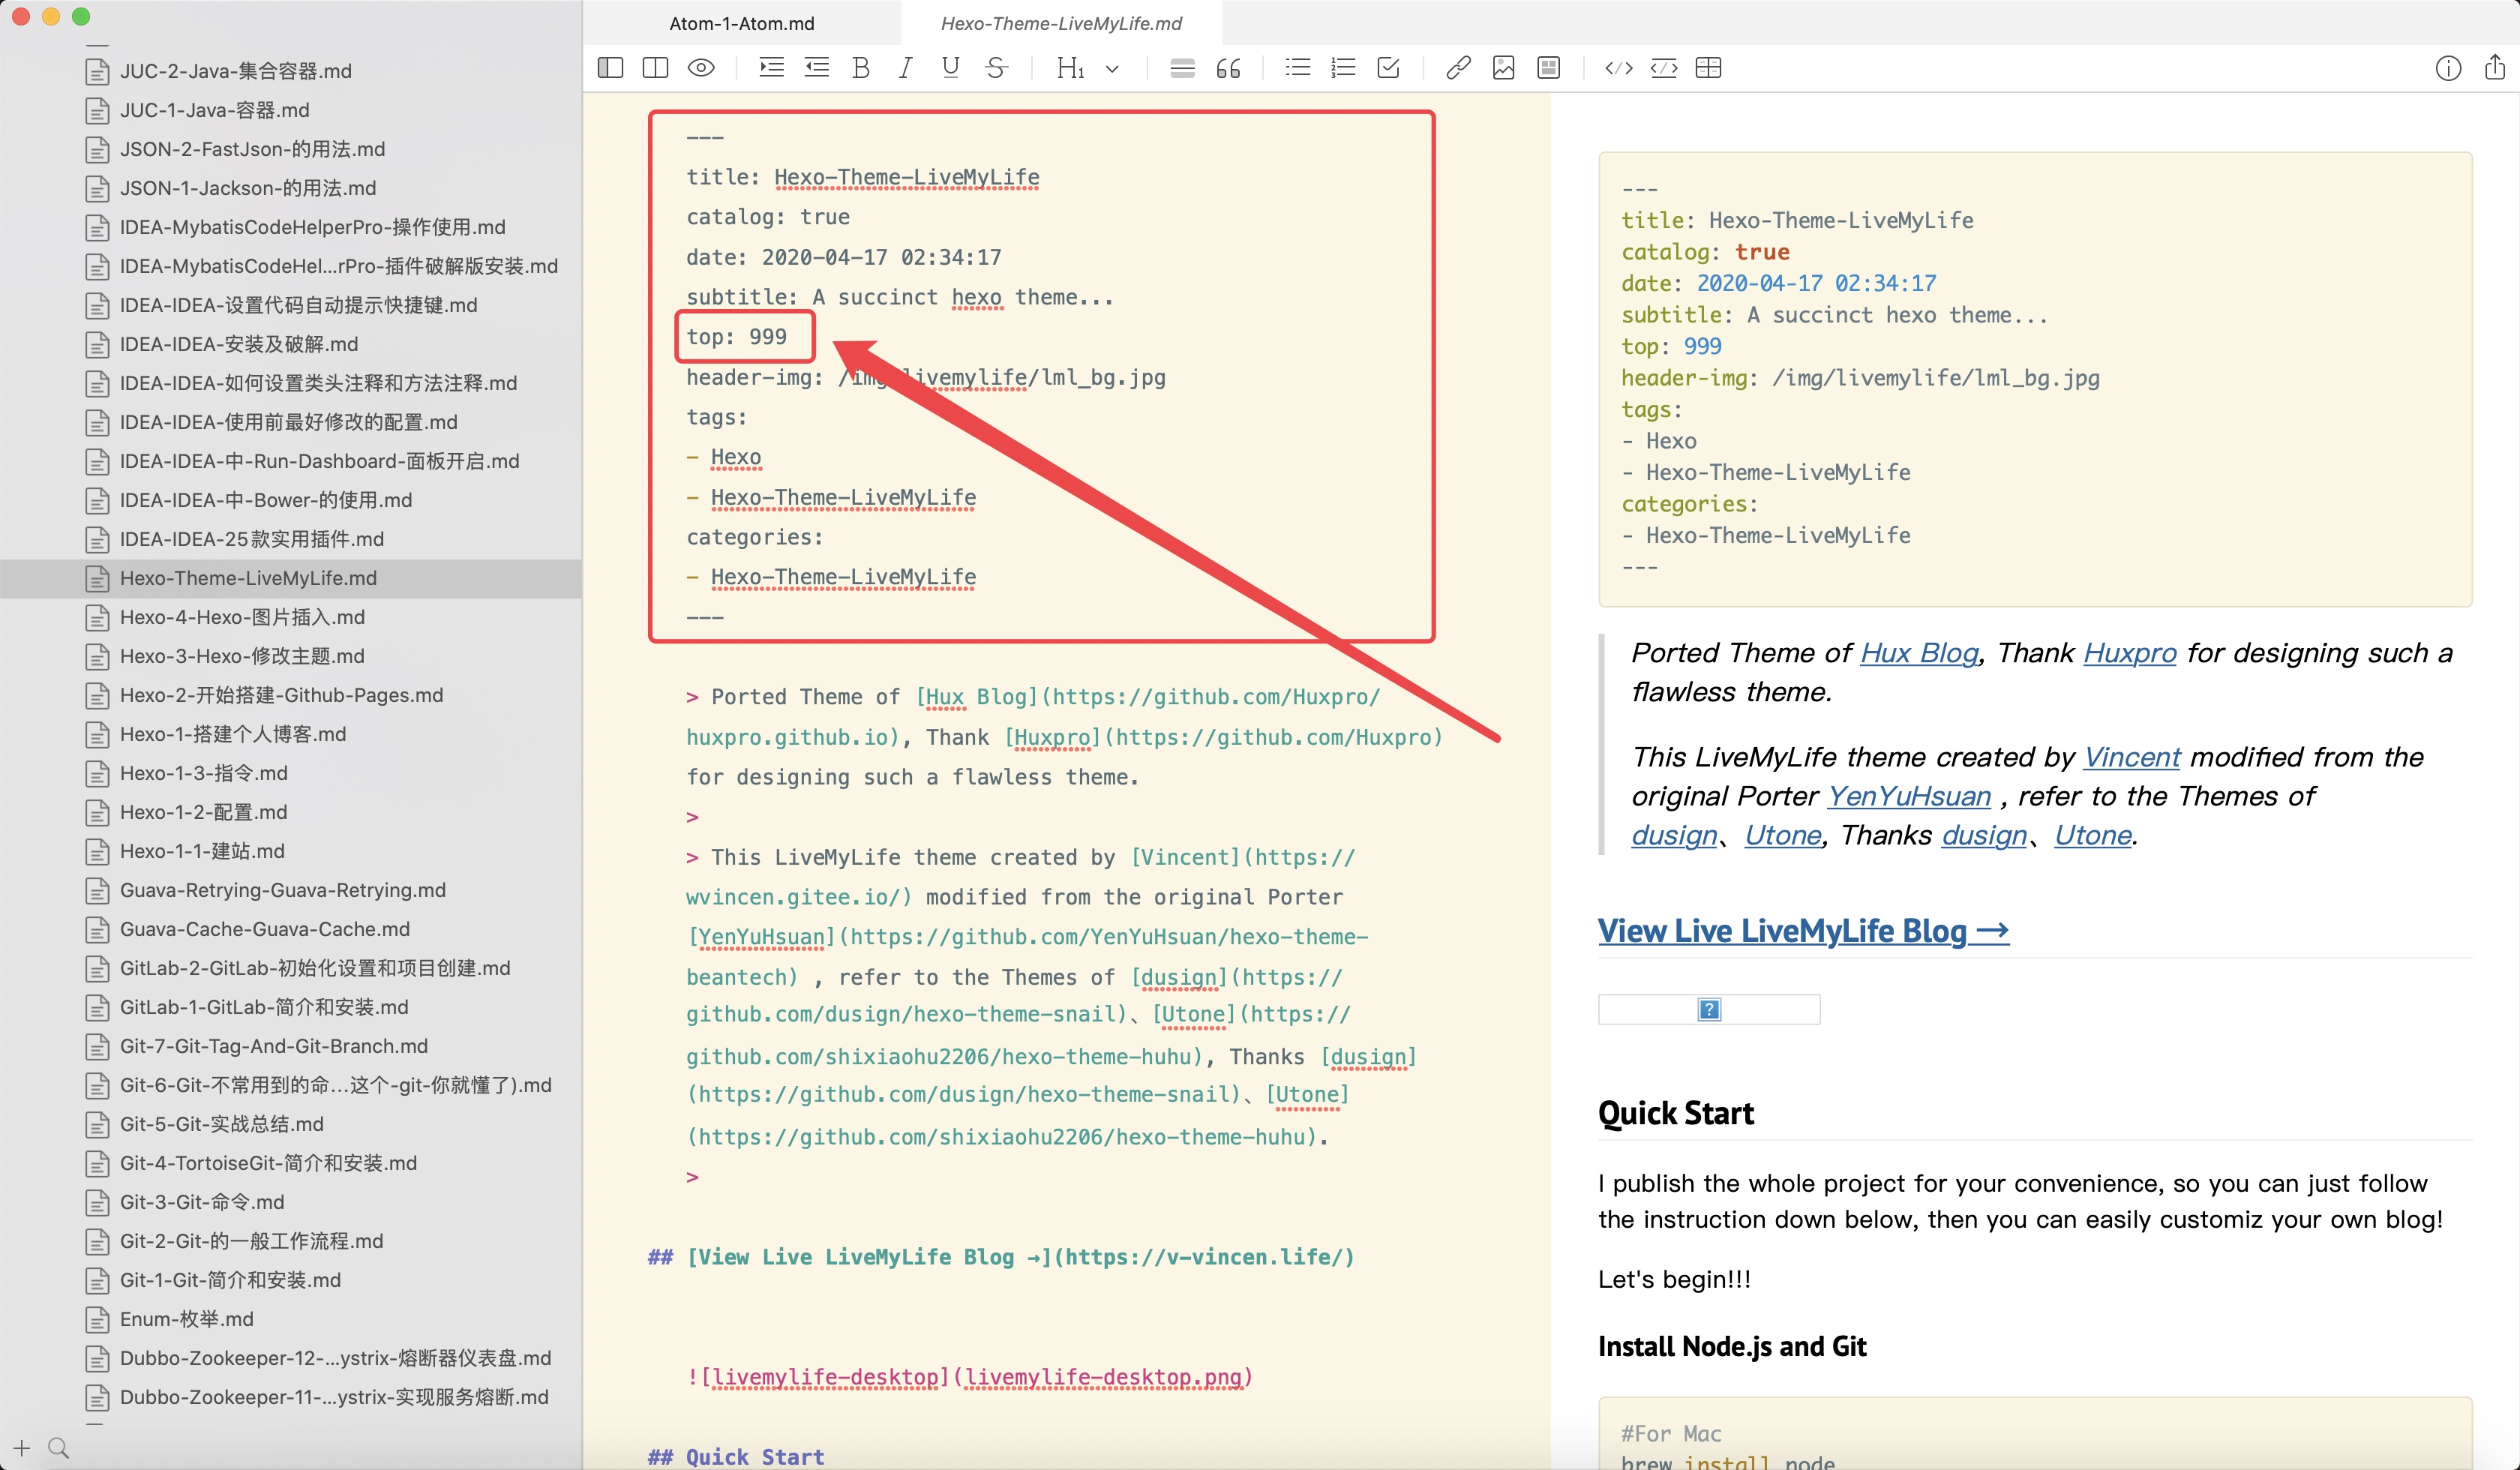 JUC-2-Java-集合容器.md
JUC-1-Java-容器.md
JSON-2-FastJson-的用法.md
JSON-1-Jackson-的用法.md
IDEA-MybatisCodeHelperPro-操作使用.md
IDEA-MybatisCodeHel...rPro-插件破解版安装.md
IDEA-IDEA-设置代码自动提示快捷键.md
IDEA-IDEA-安装及破解.md
IDEA-IDEA-如何设置类头注释和方法注释.md
IDEA-IDEA-使用前最好修改的配置.md
IDEA-IDEA-中-Run-Dashboard-面板开启.md
IDEA-IDEA-中-Bower-的使用.md
IDEA-IDEA-25款实用插件.md
Hexo-Theme-LiveMyLife.md
Hexo-4-Hexo-图片插入.md
Hexo-3-Hexo-修改主题.md
Hexo-2-开始搭建-Github-Pages.md
Hexo-1-搭建个人博客.md
Hexo-1-3-指令.md
Hexo-1-2-配置.md
Hexo-1-1-建站.md
Guava-Retrying-Guava-Retrying.md
Guava-Cache-Guava-Cache.md
GitLab-2-GitLab-初始化设置和项目创建.md
GitLab-1-GitLab-简介和安装.md
Git-7-Git-Tag-And-Git-Branch.md
Git-6-Git-不常用到的命...这个-git-你就懂了).md
Git-5-Git-实战总结.md
Git-4-TortoiseGit-简介和安装.md
Git-3-Git-命令.md
Git-2-Git-的一般工作流程.md
Git-1-Git-简介和安装.md
Enum-枚举.md
Dubbo-Zookeeper-12-...ystrix-熔断器仪表盘.md
Dubbo-Zookeeper-11-...ystrix-实现服务熔断.md
Atom-1-Atom.md
Hexo-Theme-LiveMyLife.md
---
title: Hexo-Theme-LiveMyLife
catalog: true
date: 2020-04-17 02:34:17
subtitle: A succinct hexo theme...
top: 999
header-img: /img/livemylife/lml_bg.jpg
tags:
- Hexo
- Hexo-Theme-LiveMyLife
categories:
- Hexo-Theme-LiveMyLife
---
> Ported Theme of [Hux Blog](https://github.com/Huxpro/
huxpro.github.io), Thank [Huxpro](https://github.com/Huxpro)
for designing such a flawless theme.
>
> This LiveMyLife theme created by [Vincent](https://
wvincen.gitee.io/) modified from the original Porter
[YenYuHsuan](https://github.com/YenYuHsuan/hexo-theme-
beantech) , refer to the Themes of [dusign](https://
github.com/dusign/hexo-theme-snail)、[Utone](https://
github.com/shixiaohu2206/hexo-theme-huhu), Thanks [dusign]
(https://github.com/dusign/hexo-theme-snail)、[Utone]
(https://github.com/shixiaohu2206/hexo-theme-huhu).
>
## [View Live LiveMyLife Blog →](https://v-vincen.life/)
![livemylife-desktop](livemylife-desktop.png)
## Quick Start
---
title: Hexo-Theme-LiveMyLife
catalog: true
date: 2020-04-17 02:34:17
subtitle: A succinct hexo theme...
top: 999
header-img: /img/livemylife/lml_bg.jpg
tags:
- Hexo
- Hexo-Theme-LiveMyLife
categories:
- Hexo-Theme-LiveMyLife
---
Ported Theme of Hux Blog, Thank Huxpro for designing such a
flawless theme.
This LiveMyLife theme created by Vincent modified from the
original Porter YenYuHsuan , refer to the Themes of
dusign、Utone, Thanks dusign、Utone.
View Live LiveMyLife Blog →
Quick Start
I publish the whole project for your convenience, so you can just follow
the instruction down below, then you can easily customiz your own blog!
Let's begin!!!
Install Node.js and Git
#For Mac
brew install node